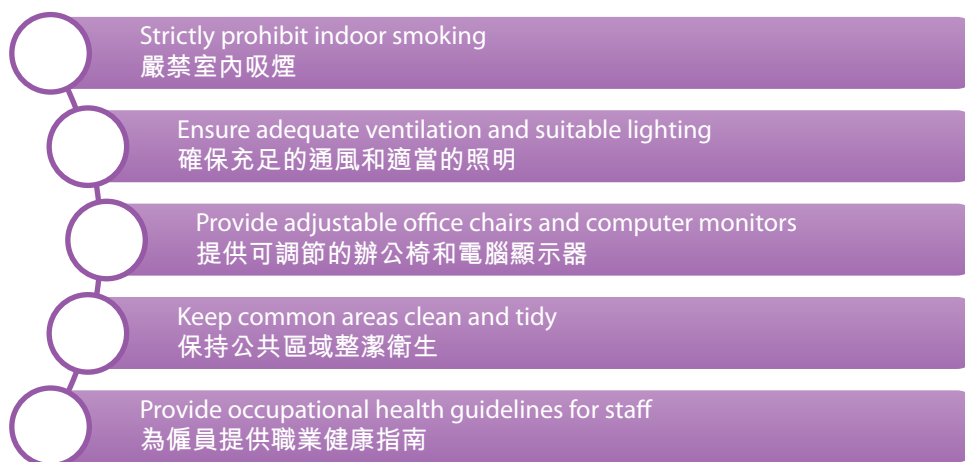 Strictly prohibit indoor smoking
嚴禁室內吸煙
Ensure adequate ventilation and suitable lighting
確保充足的通風和適當的照明
Provide adjustable office chairs and computer monitors
提供可調節的辦公椅和電腦顯示器
Keep common areas clean and tidy
保持公共區域整潔衛生
Provide occupational health guidelines for staff
為僱員提供職業健康指南